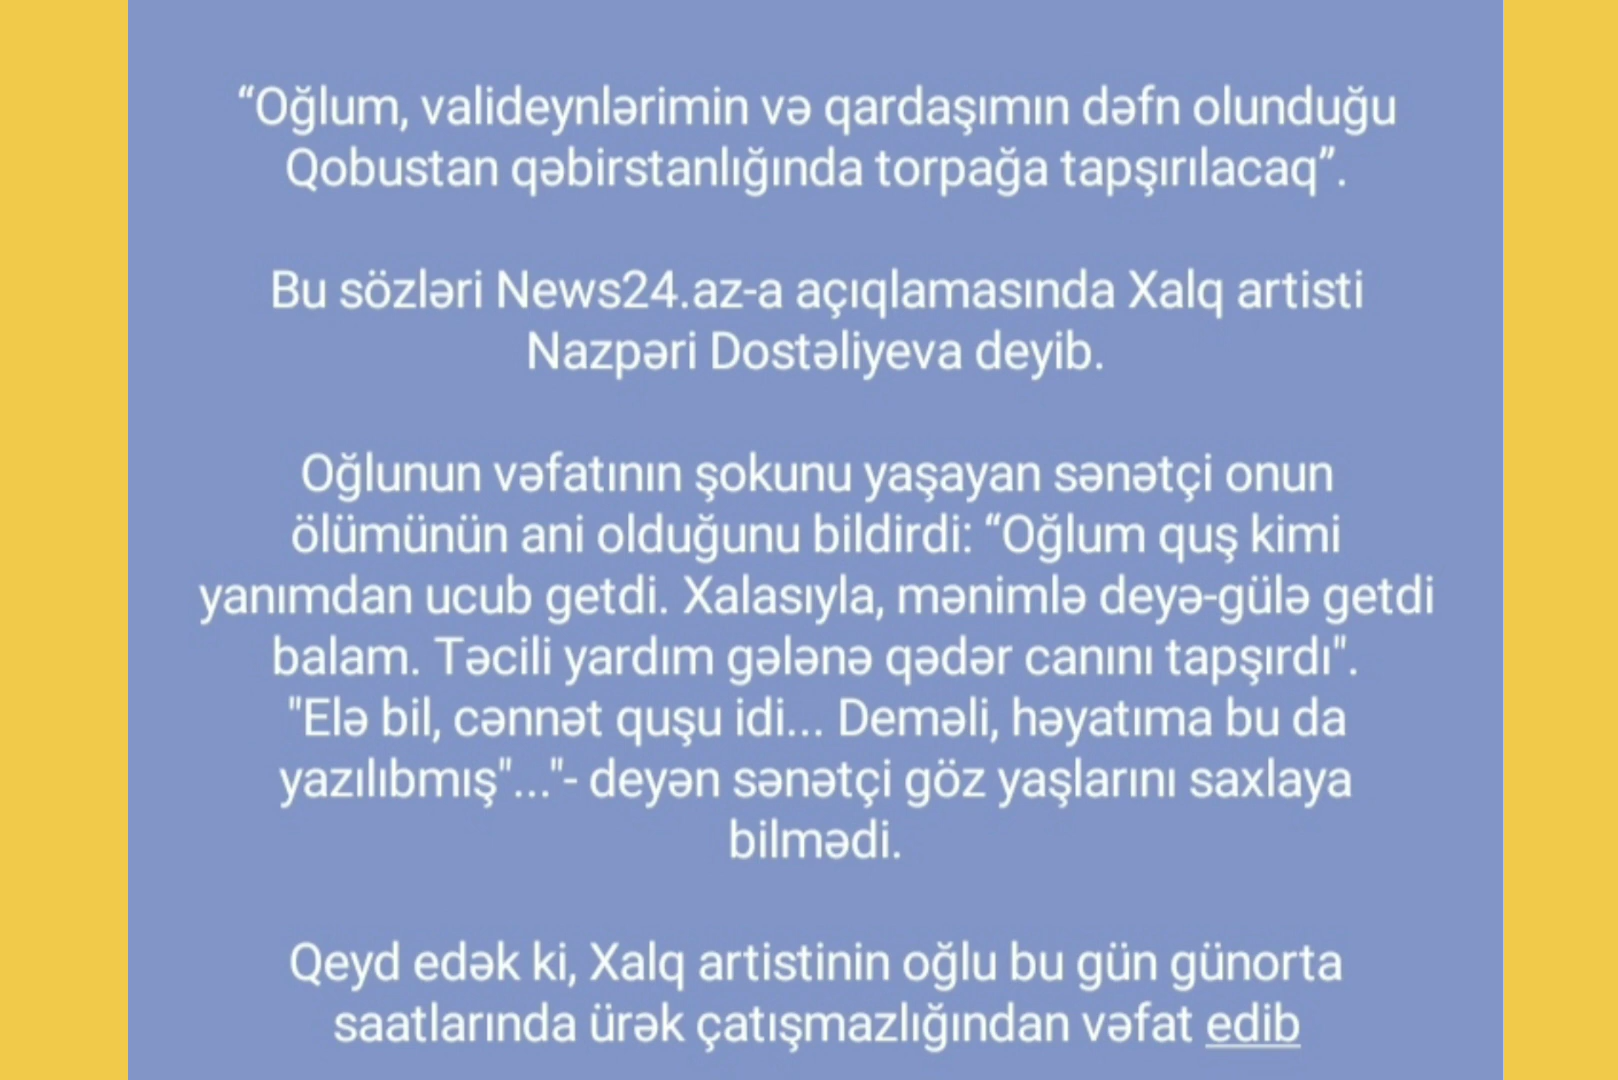 “Oğlum, valideynlərimin və qardaşımın dəfn olunduğu
Qobustan qəbirstanlığında torpağa tapşırılacaq”.
Bu sözləri News24.az-a açıqlamasında Xalq artisti
Nazpəri Dostəliyeva deyib.
Oğlunun vəfatının şokunu yaşayan sənətçi onun
ölümünün ani olduğunu bildirdi: “Oğlum quş kimi
yanımdan ucub getdi. Xalasıyla, mənimlə deyə-gülə getdi
balam. Təcili yardım gələnə qədər canını tapşırdı".
"Elə bil, cənnət quşu idi... Deməli, həyatıma bu da
yazılıbmış"..."- deyən sənətçi göz yaşlarını saxlaya
bilmədi.
Qeyd edək ki, Xalq artistinin oğlu bu gün günorta
saatlarında ürək çatışmazlığından vəfat edib